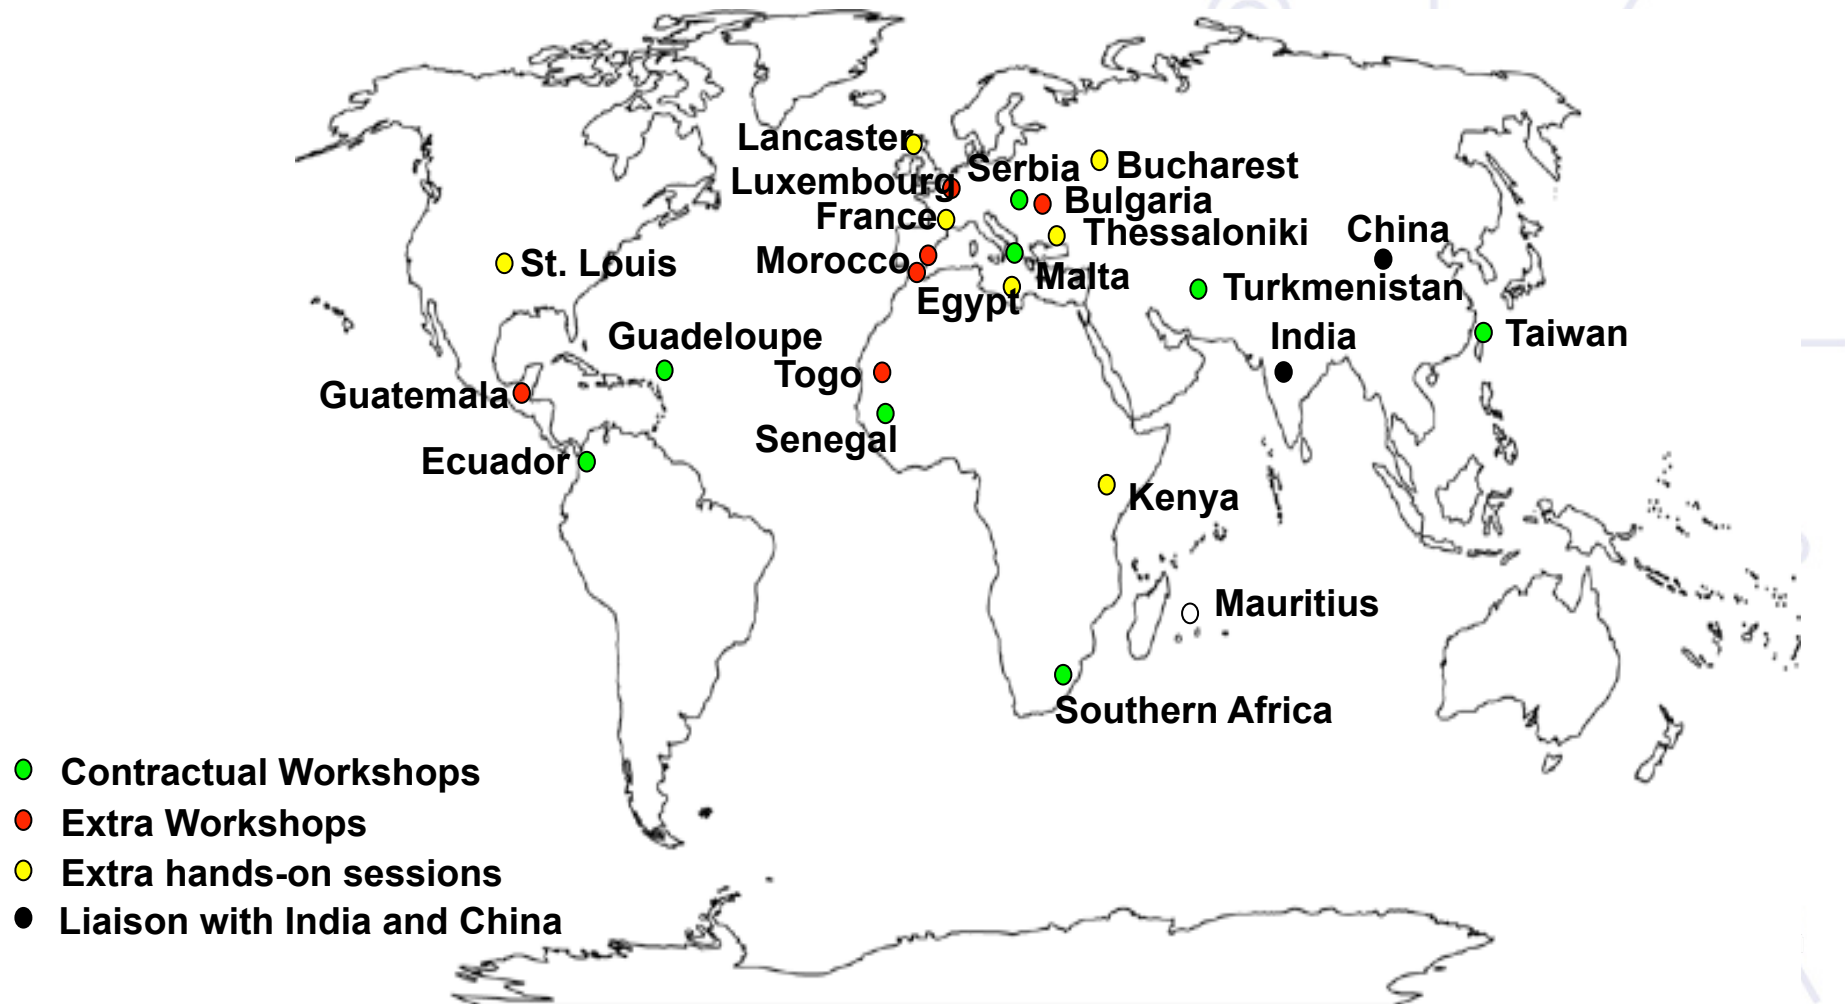 Lancaster
Serbia
Bucharest
Luxembourg
Bulgaria
France
Thessaloniki
China
Morocco
St. Louis
Malta
Egypt
Turkmenistan
India
Taiwan
Guadeloupe
Togo
Guatemala
Senegal
Ecuador
Kenya
Mauritius
Southern Africa
Contractual Workshops
Extra Workshops
Extra hands-on sessions
Liaison with India and China